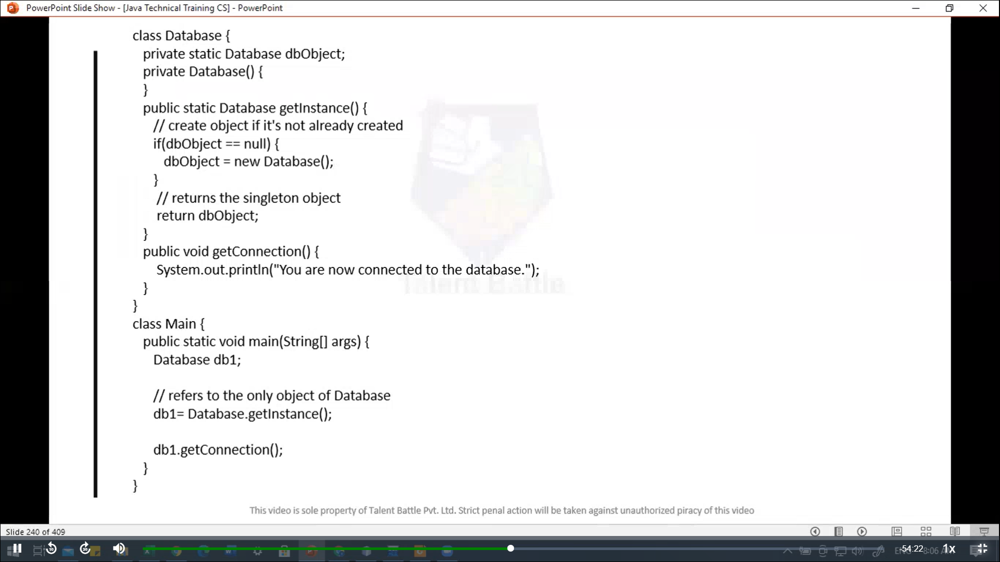 PowerPoint Slide Show - [Java Technical Training CS] - PowerPoint
class Database {
private static Database dbObject;
private Database() {
}
public static Database getInstance() {
// create object if it's not already created
if(dbObject == null) {
dbObject = new Database();
}
// returns the singleton object
return dbObject;
}
public void getConnection() {
System.out.println("You are now connected to the database.");
}
}
Talent Battle
class Main {
public static void main(String[] args) {
Database db1;
// refers to the only object of Database
db1= Database.getInstance();
db1.getConnection();
}
}
This video is sole property of Talent Battle Pvt. Ltd. Strict penal action will be taken against unauthorized piracy of this video
Slide 240 of 409
10
30
-54:22
1x